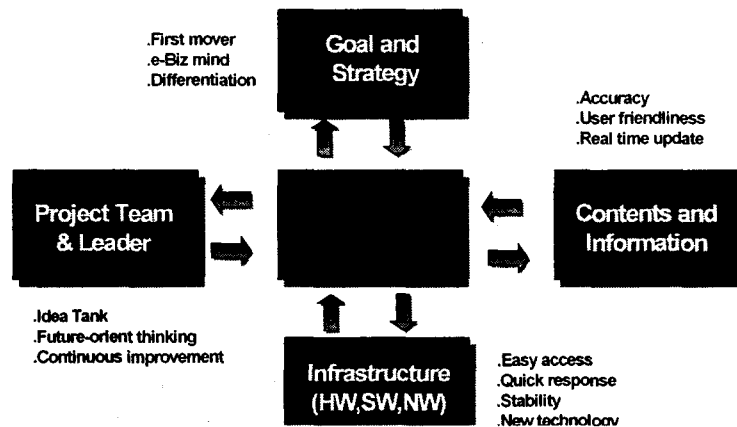 .First mover
.e-Biz mind
.Differentiation
Goal and
Strategy
.Accuracy
.User friendliness
.Real time update
Project Team
& Leader
Contents and
Information
.Idea Tank
.Future-orient thinking
.Continuous improvement
Infrastructure
(HW,SW,NW)
.Easy access
.Quick response
.Stability
.New technology